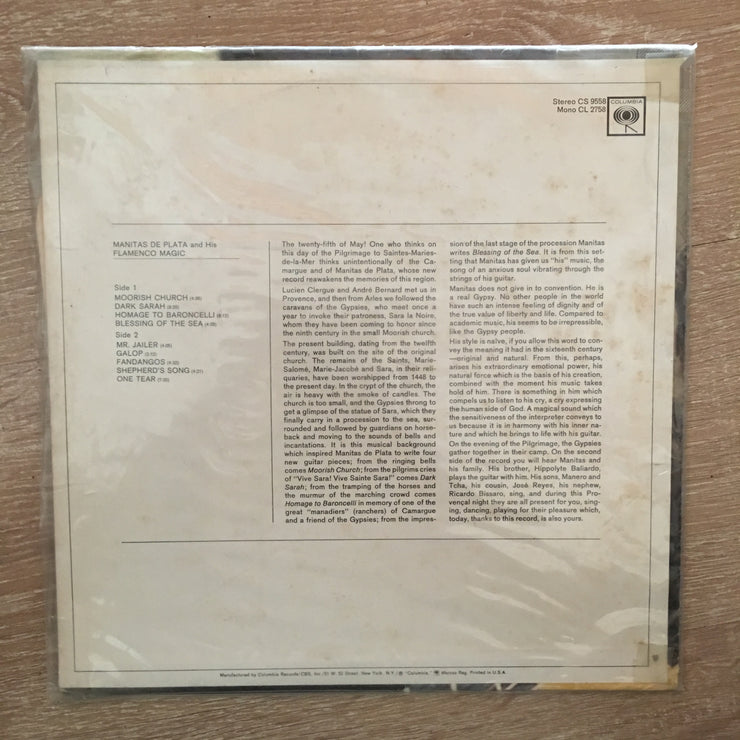 Stereo CS 9558
Mono CL 2758
COLUMBIA
MANITAS DE PLATA and His
FLAMENCO MAGIC
Side 1
MOORISH CHURCH
DARK SARAH
HOMAGE TO BARONCELLI
BLESSING OF THE SEA
Side 2
MR. JAILER
GALOP
FANDANGOS
SHEPHERD'S SONG
ONE TEAR
The twenty-fifth of May! One who thinks on
this day of the Pilgrimage to Saintes-Maries-
de-la-Mer thinks unintentionally of the Ca-
margue and of Manitas de Plata, whose new
record reawakens the memories of this region.
Lucien Clergue and André Bernard met us in
Provence, and then from Arles we followed the
caravans of the Gypsies, who meet once a
year to invoke their patroness, Sara la Noire,
whom they have been coming to honor since
the ninth century in the small Moorish church.
The present building, dating from the twelfth
century, was built on the site of the original
church. The remains of the Saints, Marie-
Salomé, Marie-Jaccbé and Sara, in their reli-
quaries, have been worshipped from 1448 to
the present day. In the crypt of the church, the
air is heavy with the smoke of candles. The
church is too small, and the Gypsies throng to
get a glimpse of the statue of Sara, which they
finally carry in a procession to the sea, sur-
rounded and followed by guardians on horse-
back and moving to the sounds of bells and
incantations. It is this musical background
which inspired Manitas de Plata to write four
new guitar pieces; from the ringing bells
comes Moorish Church; from the pilgrims cries
of "Vive Sara! Vive Sainte Sara!" comes Dark
Sarah; from the tramping of the horses and
the murmur of the marching crowd comes
Homage to Baroncelli in memory of one of the
great "manadiers" (ranchers) of Camargue
and a friend of the Gypsies; from the impres-
sion of the last stage of the procession Manitas
writes Blessing of the Sea. It is from this set-
ting that Manitas has given us "his" music, the
song of an anxious soul vibrating through the
strings of his guitar.
Manitas does not give in to convention. He is
a real Gypsy. No other people in the world
have such an intense feeling of dignity and of
the true value of liberty and life. Compared to
academic music, his seems to be irrepressible,
like the Gypsy people.
His style is naïve, if you allow this word to con-
vey the meaning it had in the sixteenth century
—original and natural. From this, perhaps,
arises his extraordinary emotional power, his
natural force which is the basis of his creation,
combined with the moment his music takes
hold of him. There is something in him which
compels us to listen to his cry, a cry expressing
the human side of God. A magical sound which
the sensitiveness of the interpreter conveys to
us because it is in harmony with his inner na-
ture and which he brings to life with his guitar.
On the evening of the Pilgrimage, the Gypsies
gather together in their camp. On the second
side of the record you will hear Manitas and
his family. His brother, Hippolyte Baliardo,
plays the guitar with him. His sons, Manero and
Tcha, his cousin, José Reyes, his nephew,
Ricardo Bissaro, sing, and during this Pro-
vençal night they are all present for you, sing-
ing, dancing, playing for their pleasure which,
today, thanks to this record, is also yours.
Manufactured by Columbia Records/CBS, Inc./51 W. 52 Street, New York, N.Y./® "Columbia," Marcas Reg. Printed in U.S.A.